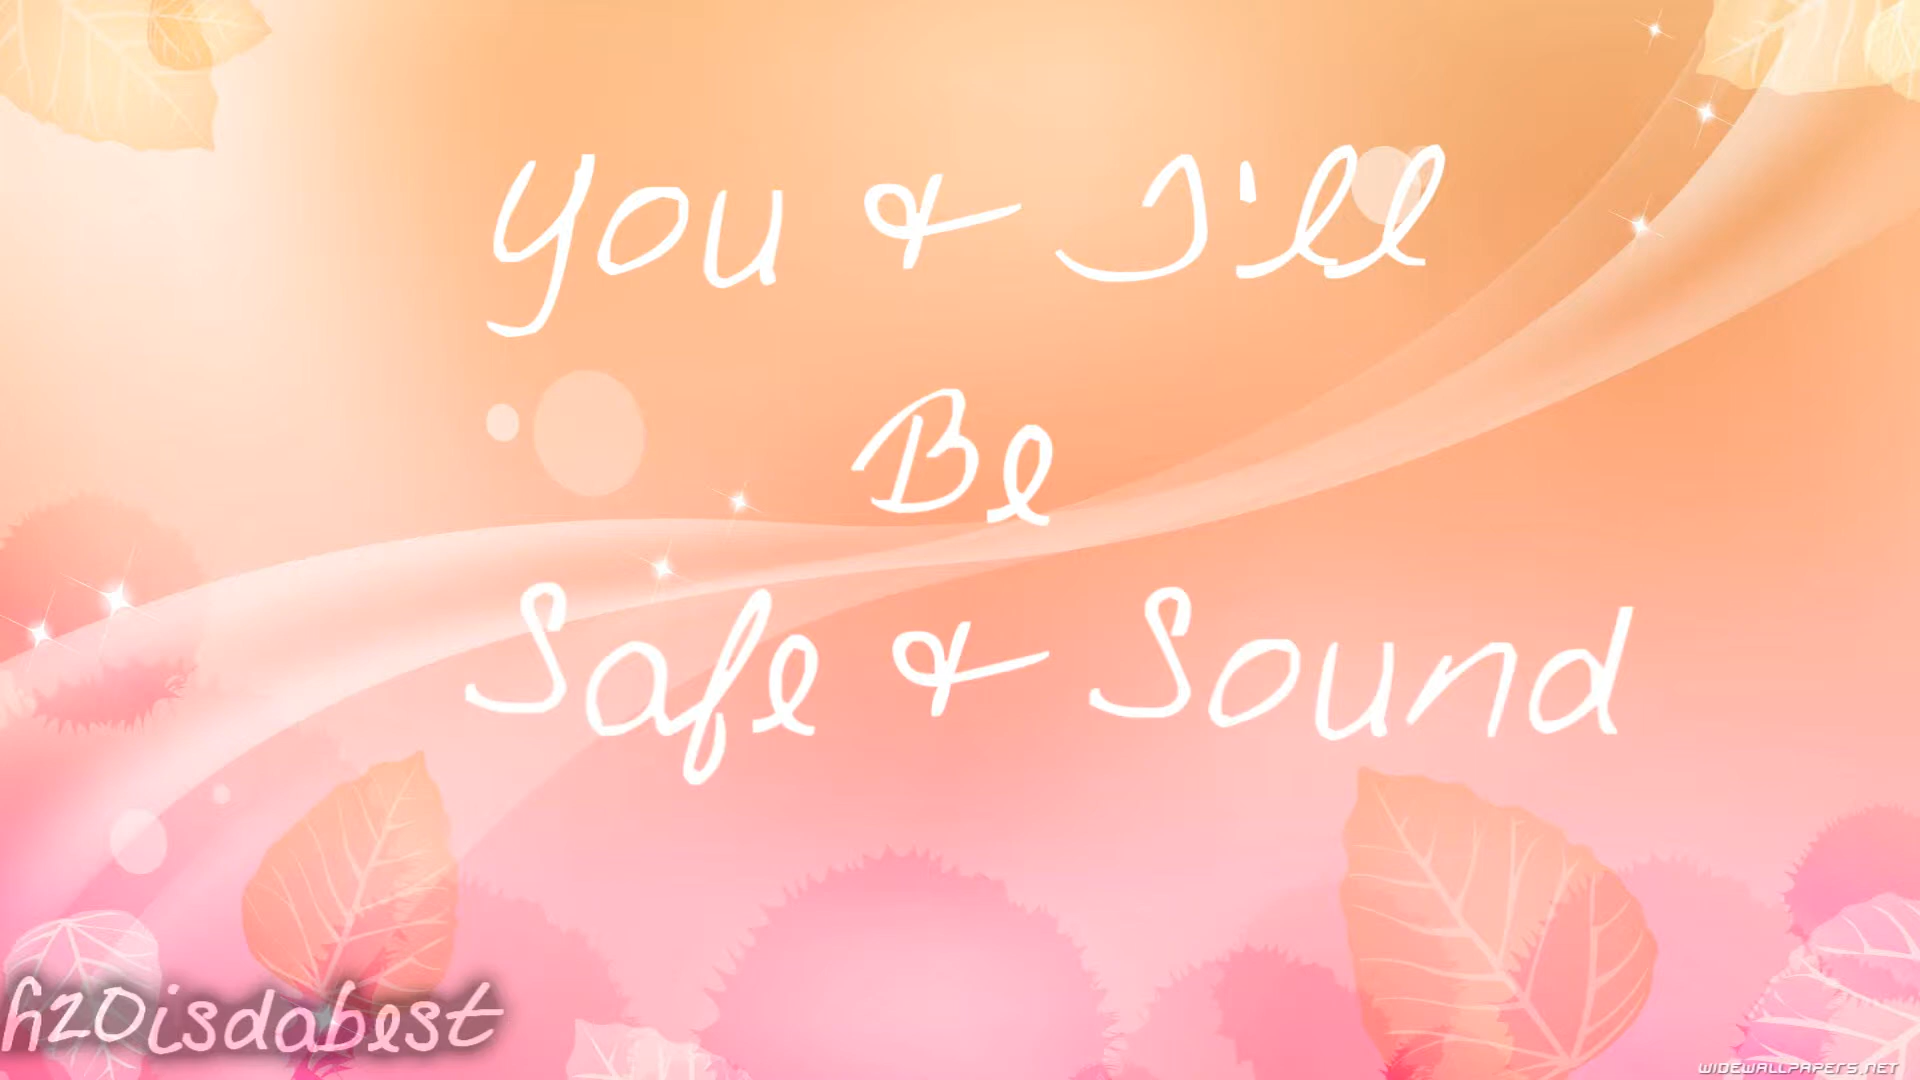 You & I'll
Be
Safe & Sound
h2Oisdabest
WIDEWALLPAPERS.NET